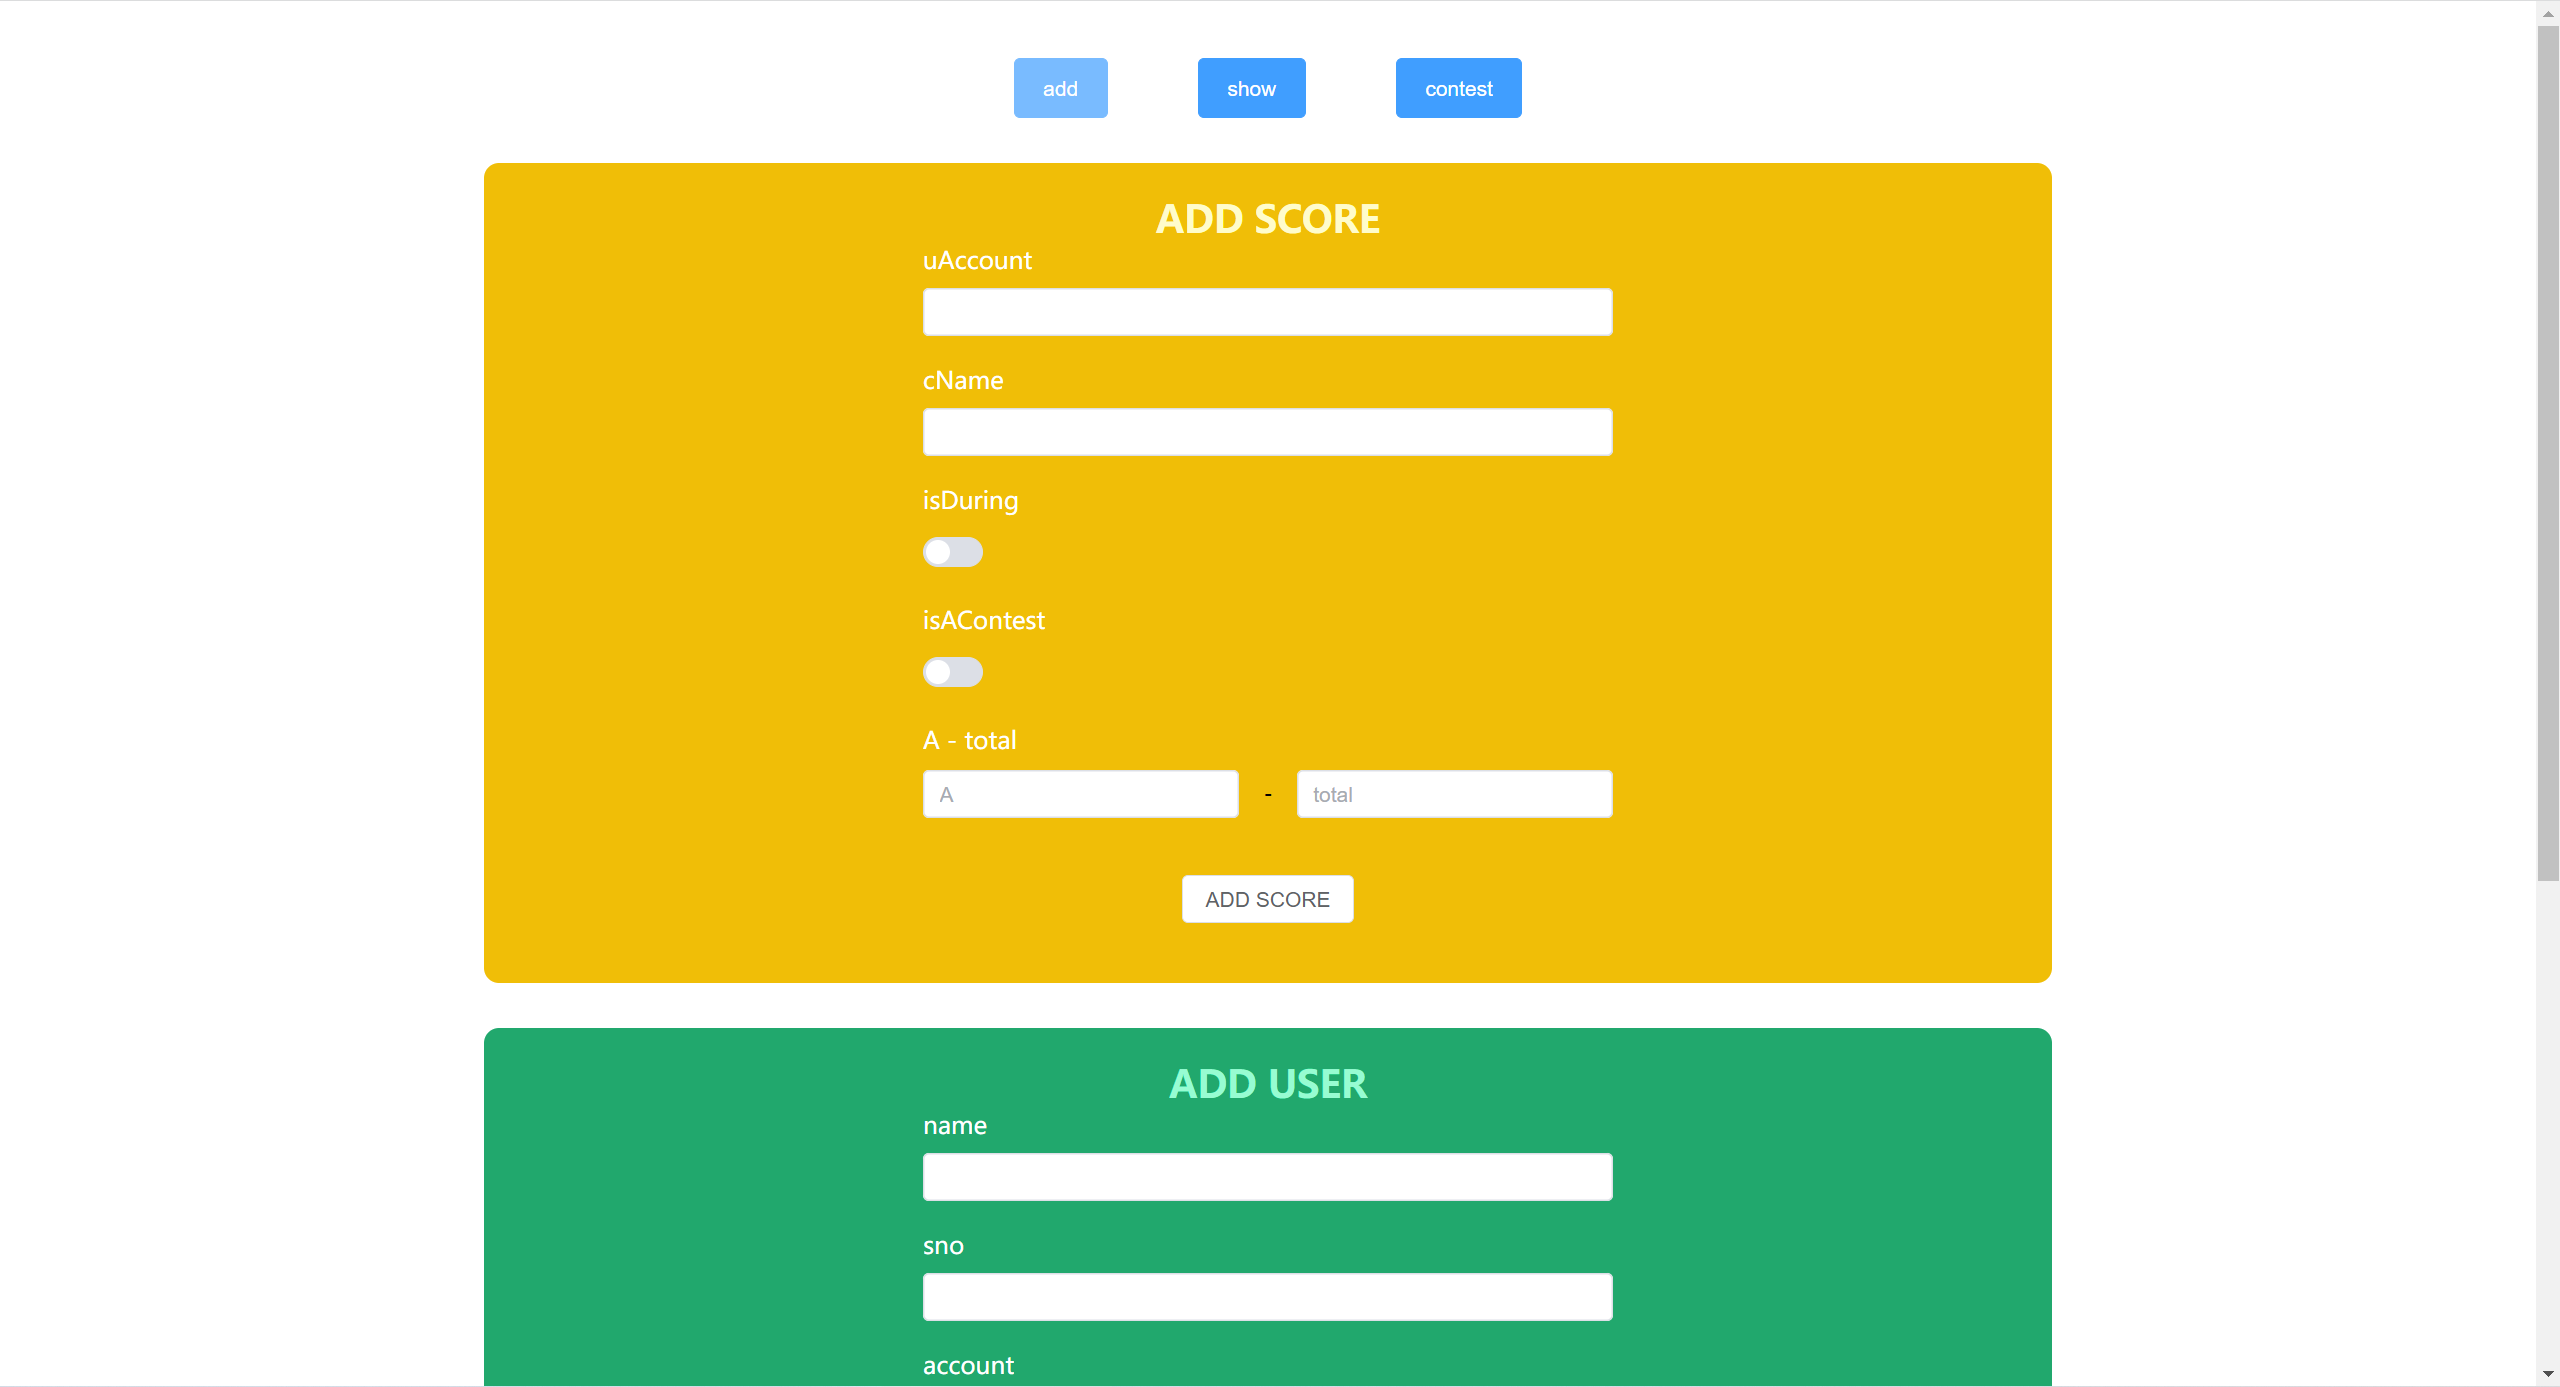 add show contest
ADD SCORE
uAccount
cName
isDuring
isAContest
A - total
A - total
ADD SCORE
ADD USER
name
sno
account